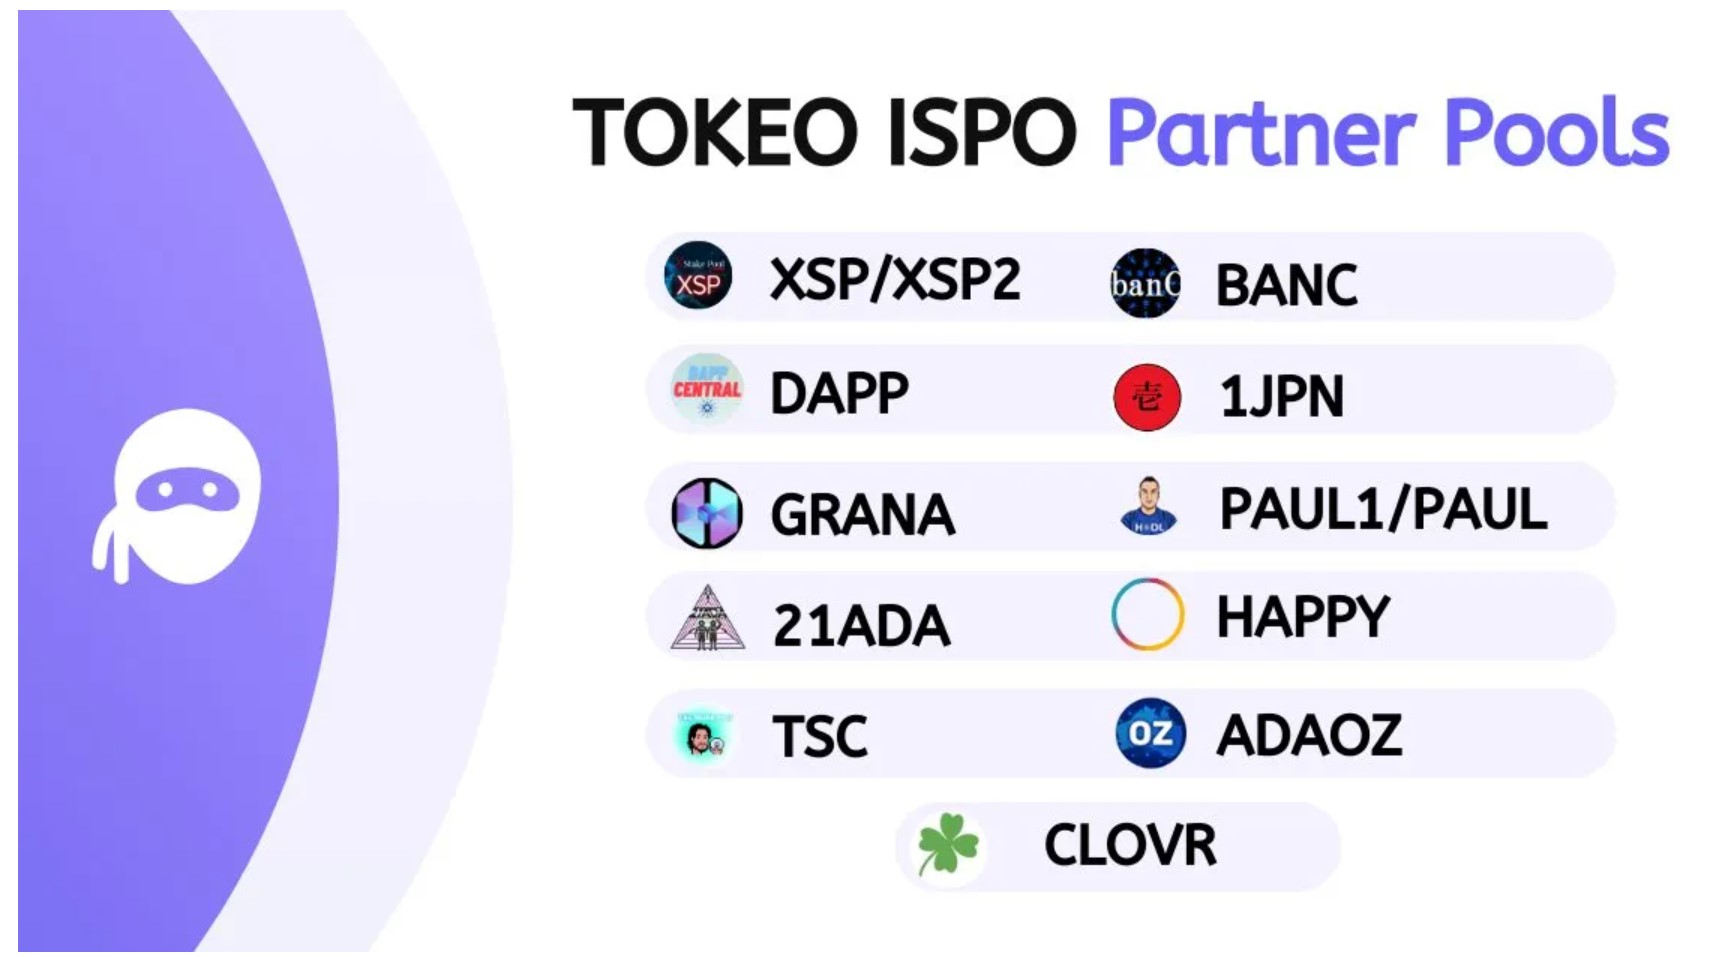 TOKEO ISPO Partner Pools
Stake Pool
XSP
XSP/XSP2
banC
BANC
DAPP
CENTRAL
DAPP
壱
1JPN
GRANA
H DL
PAUL1/PAUL
21ADA
HAPPY
TSC
OZ
ADAOZ
CLOVR